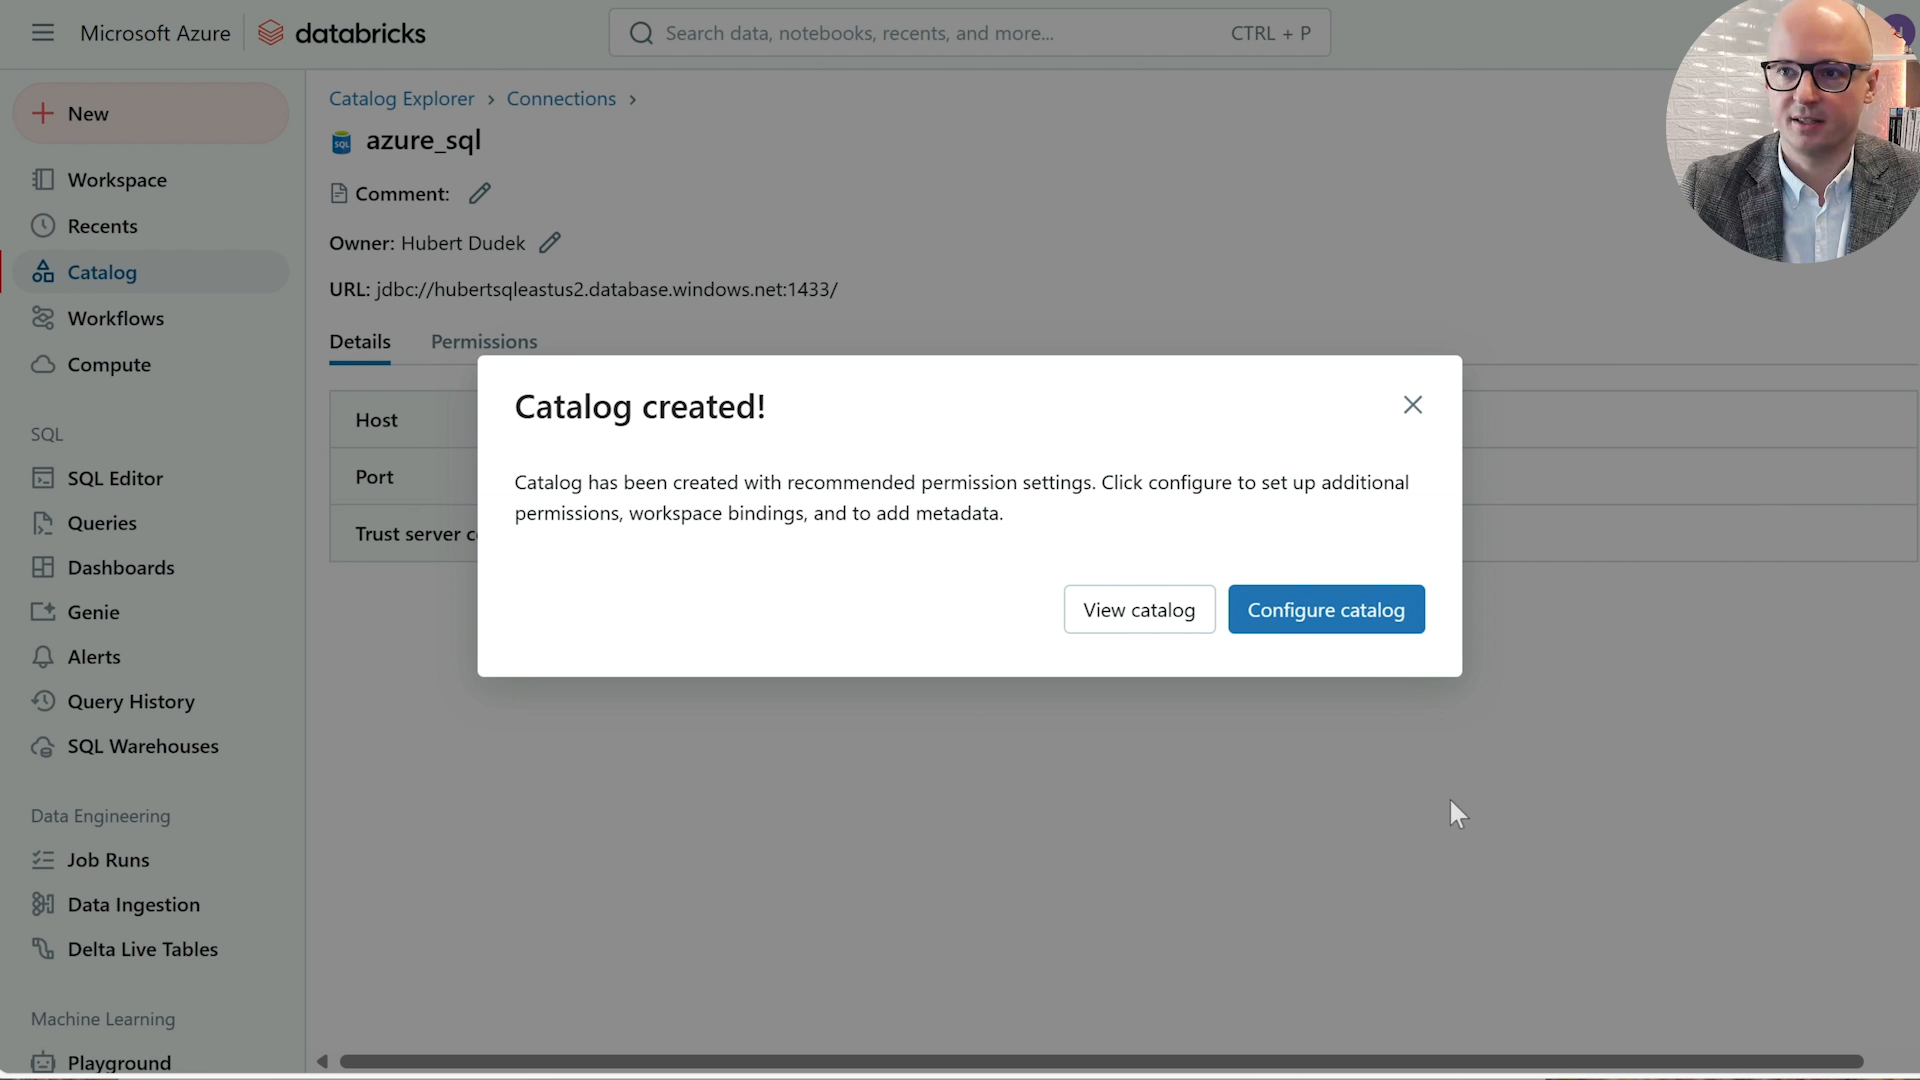 Microsoft Azure
databricks
Search data, notebooks, recents, and more...
CTRL + P
New
Workspace
Recents
Catalog
Workflows
Compute
SQL
SQL Editor
Queries
Dashboards
Genie
Alerts
Query History
SQL Warehouses
Data Engineering
Job Runs
Data Ingestion
Delta Live Tables
Machine Learning
Playground
Catalog Explorer › Connections ›
SQL
azure_sql
Comment:
Owner: Hubert Dudek
URL: jdbc://hubertsqleastus2.database.windows.net:1433/
Details
Permissions
Host
Port
Trust server
Catalog created!
Catalog has been created with recommended permission settings. Click configure to set up additional
permissions, workspace bindings, and to add metadata.
View catalog
Configure catalog